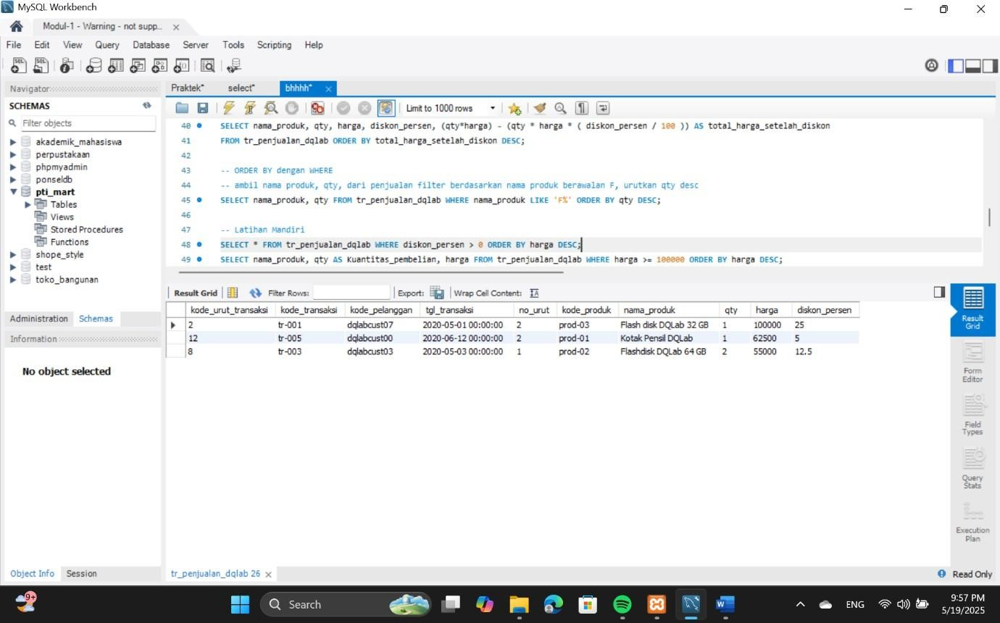 MySQL Workbench
Modul-1 - Warning - not supp...
File Edit View Query Database Server Tools Scripting Help
Navigator
Praktek* select* bhhhh*
SCHEMAS
Limit to 1000 rows
Filter objects
akademik_mahasiswa
perpustakaan
phpmyadmin
ponseldb
pti_mart
Tables
Views
Stored Procedures
Functions
shope_style
test
toko_bangunan
40 SELECT nama_produk, qty, harga, diskon_persen, (qty*harga) - (qty * harga * ( diskon_persen / 100 )) AS total_harga_setelah_diskon
41 FROM tr_penjualan_dqlab ORDER BY total_harga_setelah_diskon DESC;
42
43 -- ORDER BY dengan WHERE
44 -- ambil nama produk, qty, dari penjualan filter berdasarkan nama produk berawalan F, urutkan qty desc
45 SELECT nama_produk, qty FROM tr_penjualan_dqlab WHERE nama_produk LIKE 'F%' ORDER BY qty DESC;
46
47 -- Latihan Mandiri
48 SELECT * FROM tr_penjualan_dqlab WHERE diskon_persen > 0 ORDER BY harga DESC;
49 SELECT nama_produk, qty AS Kuantitas_pembelian, harga FROM tr_penjualan_dqlab WHERE harga >= 100000 ORDER BY harga DESC;
Result Grid Filter Rows: Export: Wrap Cell Content:
kode_urut_transaksi kode_transaksi kode_pelanggan tgl_transaksi no_urut kode_produk nama_produk qty harga diskon_persen
2 tr-001 dqlabcust07 2020-05-01 00:00:00 2 prod-03 Flash disk DQLab 32 GB 1 100000 25
12 tr-005 dqlabcust00 2020-06-12 00:00:00 2 prod-01 Kotak Pensil DQLab 1 62500 5
8 tr-003 dqlabcust03 2020-05-03 00:00:00 1 prod-02 Flashdisk DQLab 64 GB 2 55000 12.5
Result
Grid
Form
Editor
Field
Types
Query
Stats
Execution
Plan
Administration Schemas
Information
No object selected
Object Info Session
tr_penjualan_dqlab 26
Read Only
9+
Search
ENG
9:57 PM
5/19/2025